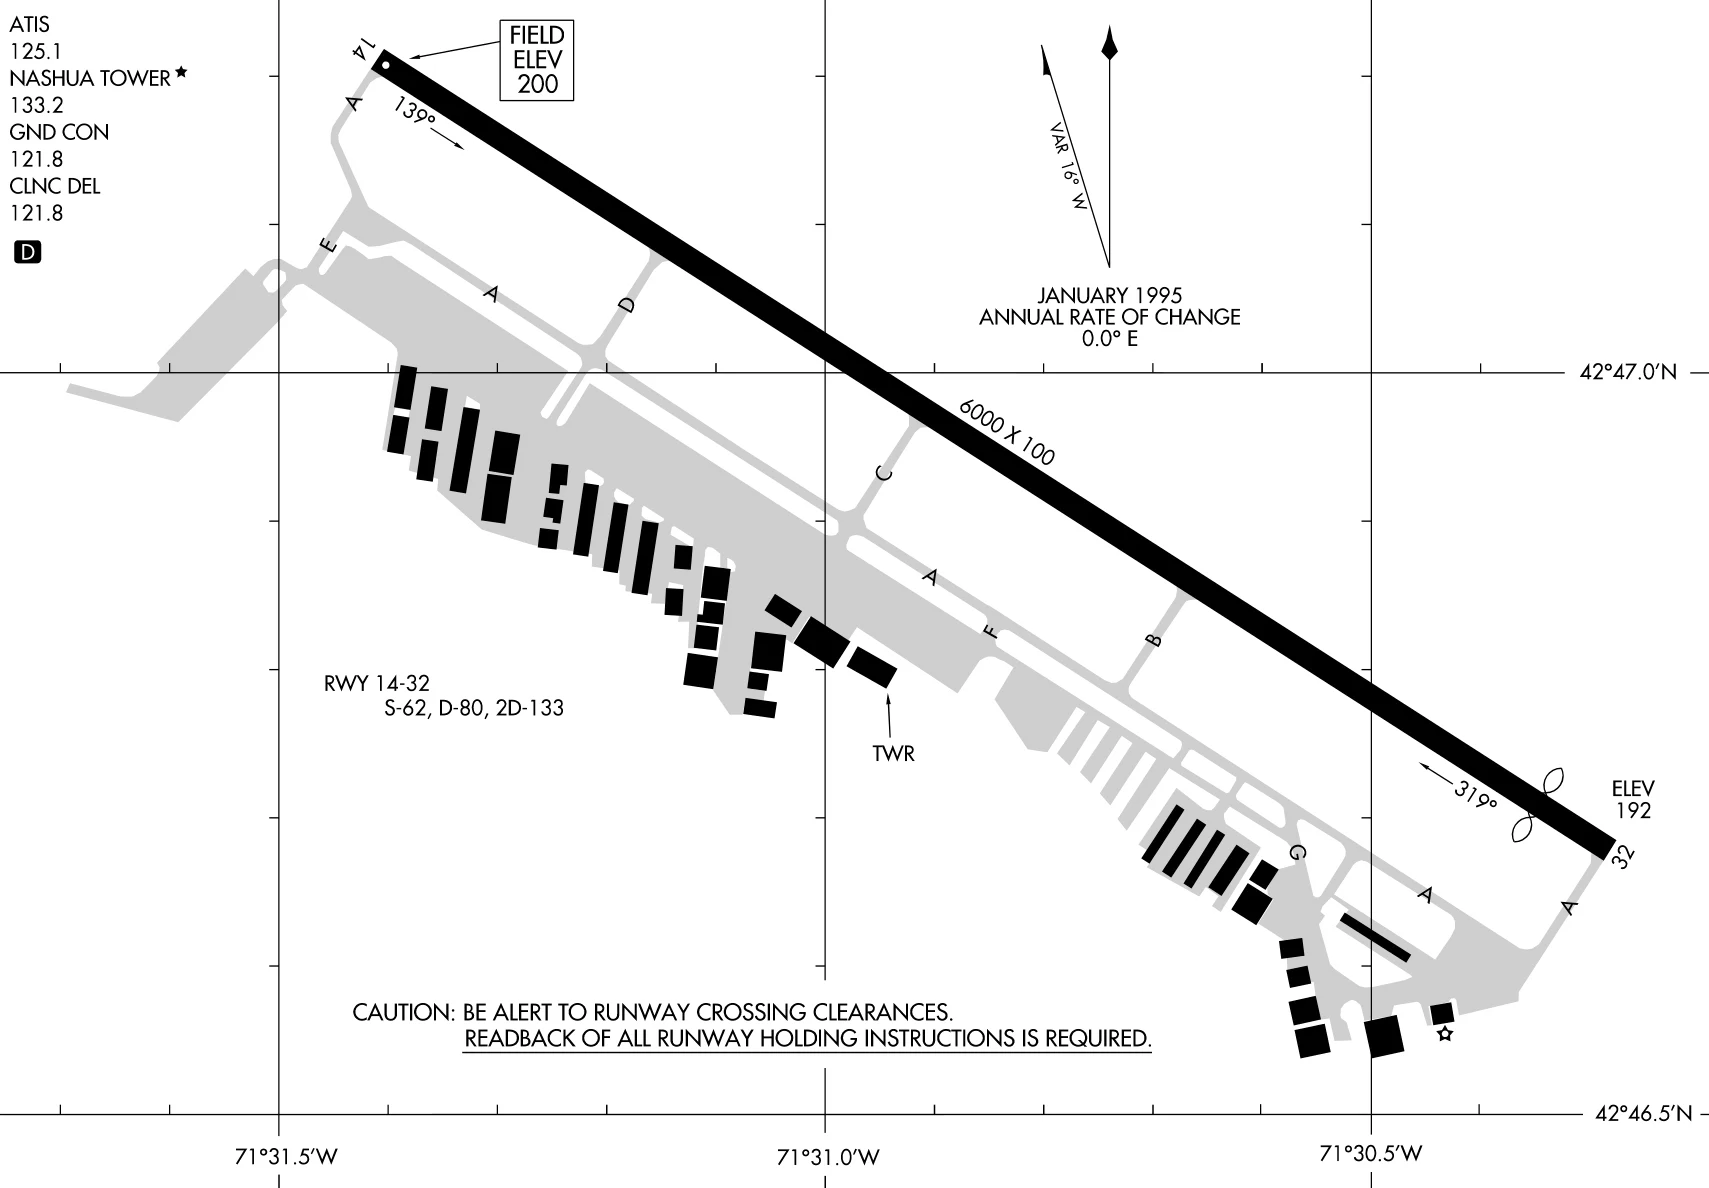 ATIS
125.1
NASHUA TOWER★
133.2
GND CON
121.8
CLNC DEL
121.8
D
14
FIELD
ELEV
200
139°
A
E
A
D
VAR 16° W
JANUARY 1995
ANNUAL RATE OF CHANGE
0.0° E
42°47.0'N
6000 X 100
C
A
F
B
RWY 14-32
S-62, D-80, 2D-133
TWR
319°
ELEV
192
32
G
A
A
CAUTION: BE ALERT TO RUNWAY CROSSING CLEARANCES.
READBACK OF ALL RUNWAY HOLDING INSTRUCTIONS IS REQUIRED.
42°46.5'N
71°31.5'W
71°31.0'W
71°30.5'W